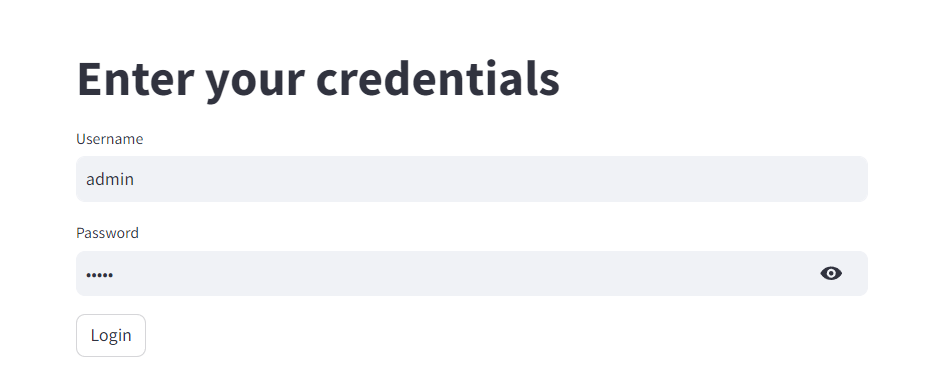 Enter your credentials
Username
admin
Password
•••••
Login